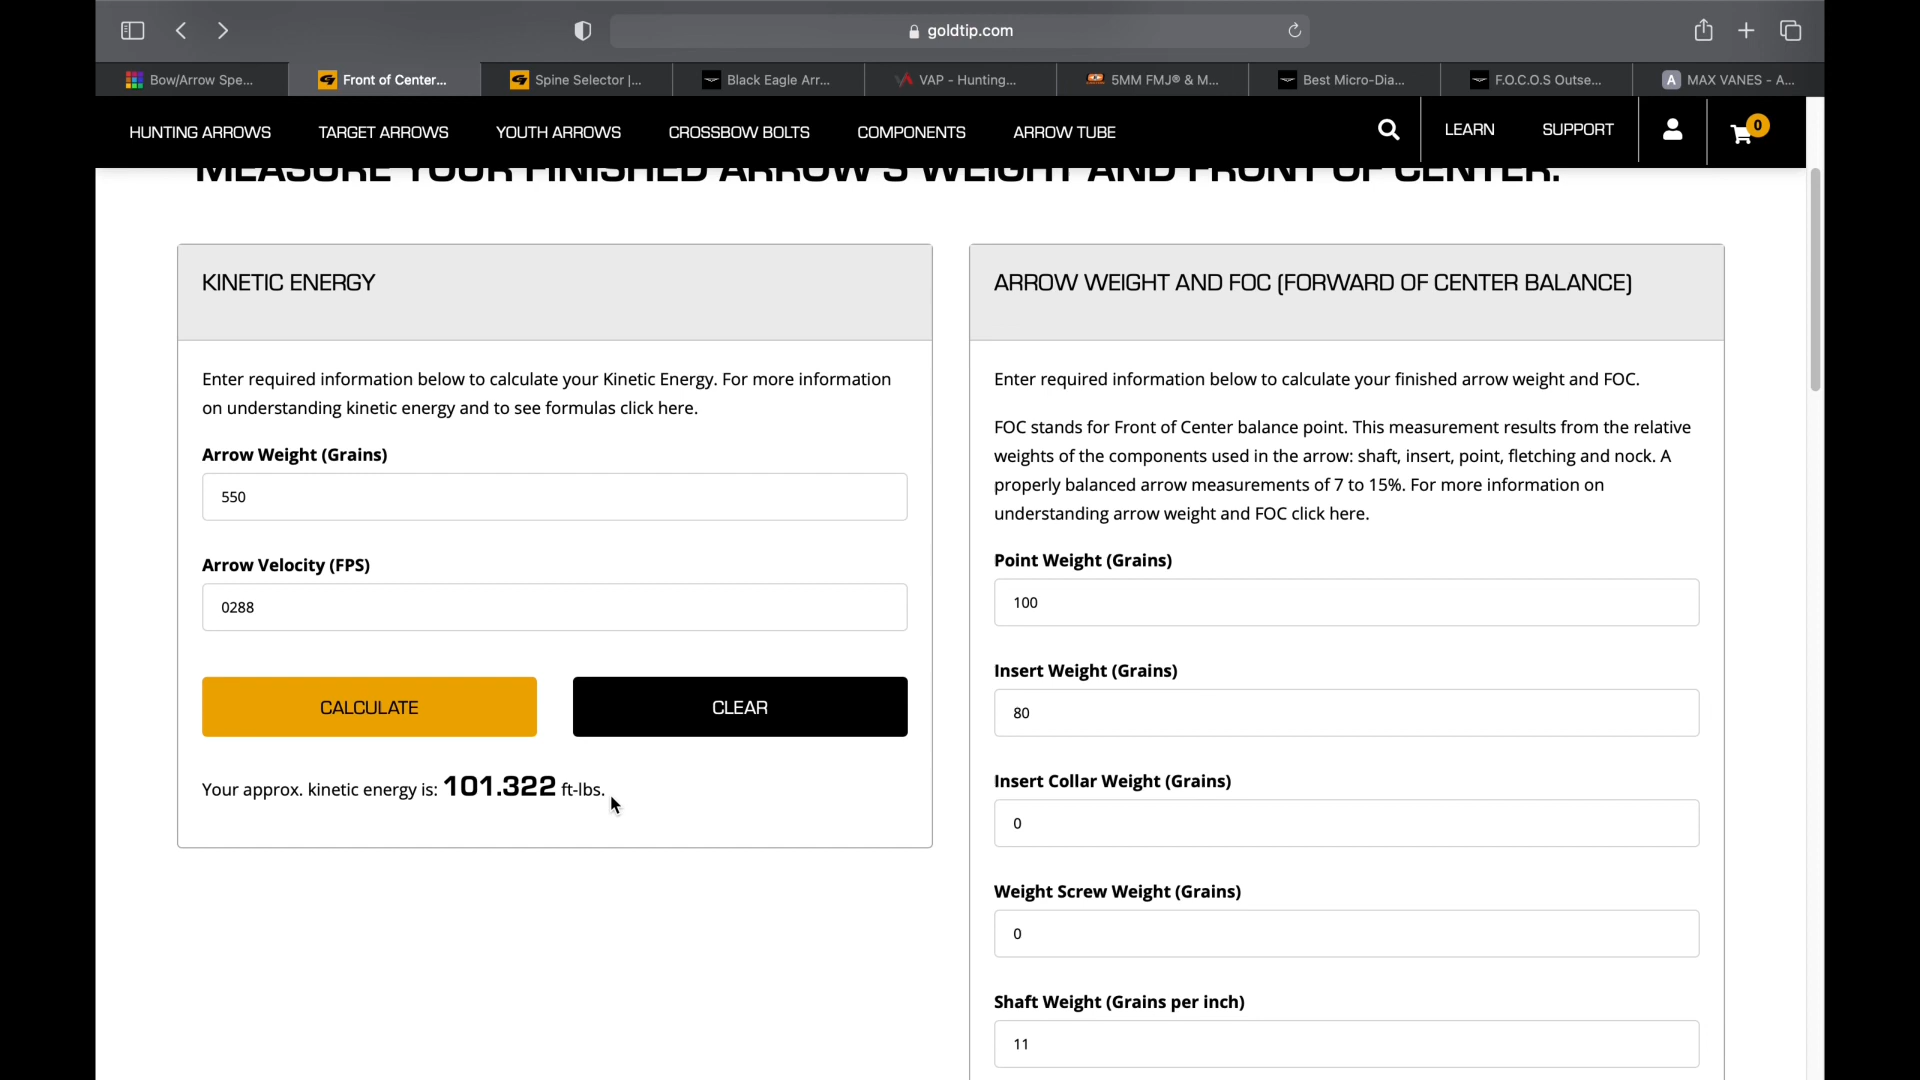 goldtip.com
Bow/Arrow Spe...
Front of Center...
Spine Selector |...
Black Eagle Arr...
VAP - Hunting...
5MM FMJ® & M...
Best Micro-Dia...
F.O.C.O.S Outse...
A MAX VANES - A...
HUNTING ARROWS
TARGET ARROWS
YOUTH ARROWS
CROSSBOW BOLTS
COMPONENTS
ARROW TUBE
LEARN
SUPPORT
0
MEASURE YOUR FINISHED ARROW'S WEIGHT AND FRONT OF CENTER.
KINETIC ENERGY
Enter required information below to calculate your Kinetic Energy. For more information
on understanding kinetic energy and to see formulas click here.
Arrow Weight (Grains)
550
Arrow Velocity (FPS)
0288
CALCULATE
CLEAR
Your approx. kinetic energy is: 101.322 ft-lbs.
ARROW WEIGHT AND FOC (FORWARD OF CENTER BALANCE)
Enter required information below to calculate your finished arrow weight and FOC.
FOC stands for Front of Center balance point. This measurement results from the relative
weights of the components used in the arrow: shaft, insert, point, fletching and nock. A
properly balanced arrow measurements of 7 to 15%. For more information on
understanding arrow weight and FOC click here.
Point Weight (Grains)
100
Insert Weight (Grains)
80
Insert Collar Weight (Grains)
0
Weight Screw Weight (Grains)
0
Shaft Weight (Grains per inch)
11